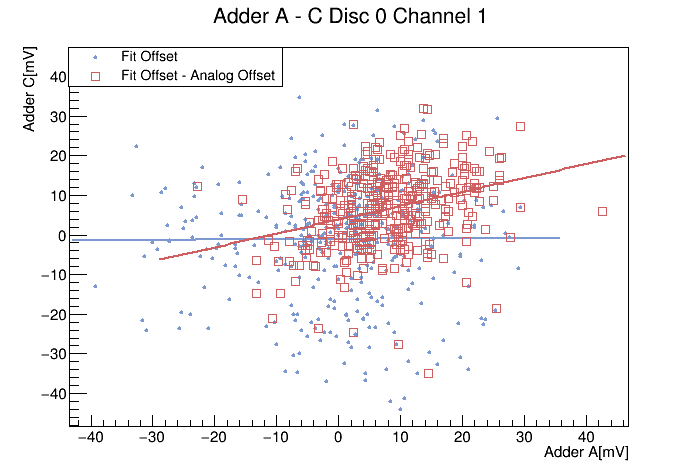 Adder A - C Disc 0 Channel 1
Adder C[mV]
Fit Offset
Fit Offset - Analog Offset
40
30
20
10
0
−10
−20
−30
−40
−40 −30 −20 −10 0 10 20 30 40
Adder A[mV]